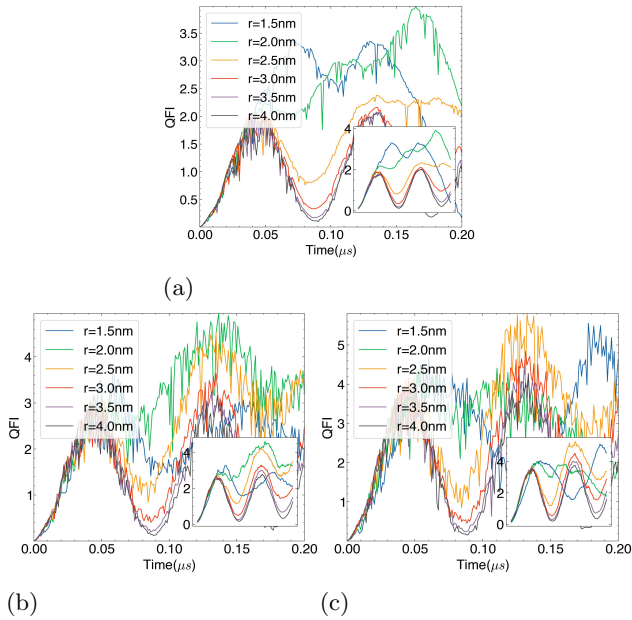 QFI
3.5
3.0
2.5
2.0
1.5
1.0
0.5
r=1.5nm
r=2.0nm
r=2.5nm
r=3.0nm
r=3.5nm
r=4.0nm
4
2
0
0.00 0.05 0.10 0.15 0.20
Time(μs)
(a)
QFI
4
3
2
1
r=1.5nm
r=2.0nm
r=2.5nm
r=3.0nm
r=3.5nm
r=4.0nm
4
2
0
0.00 0.05 0.10 0.15 0.20
Time(μs)
(b)
QFI
5
4
3
2
1
r=1.5nm
r=2.0nm
r=2.5nm
r=3.0nm
r=3.5nm
r=4.0nm
4
2
0
0.00 0.05 0.10 0.15 0.20
Time(μs)
(c)